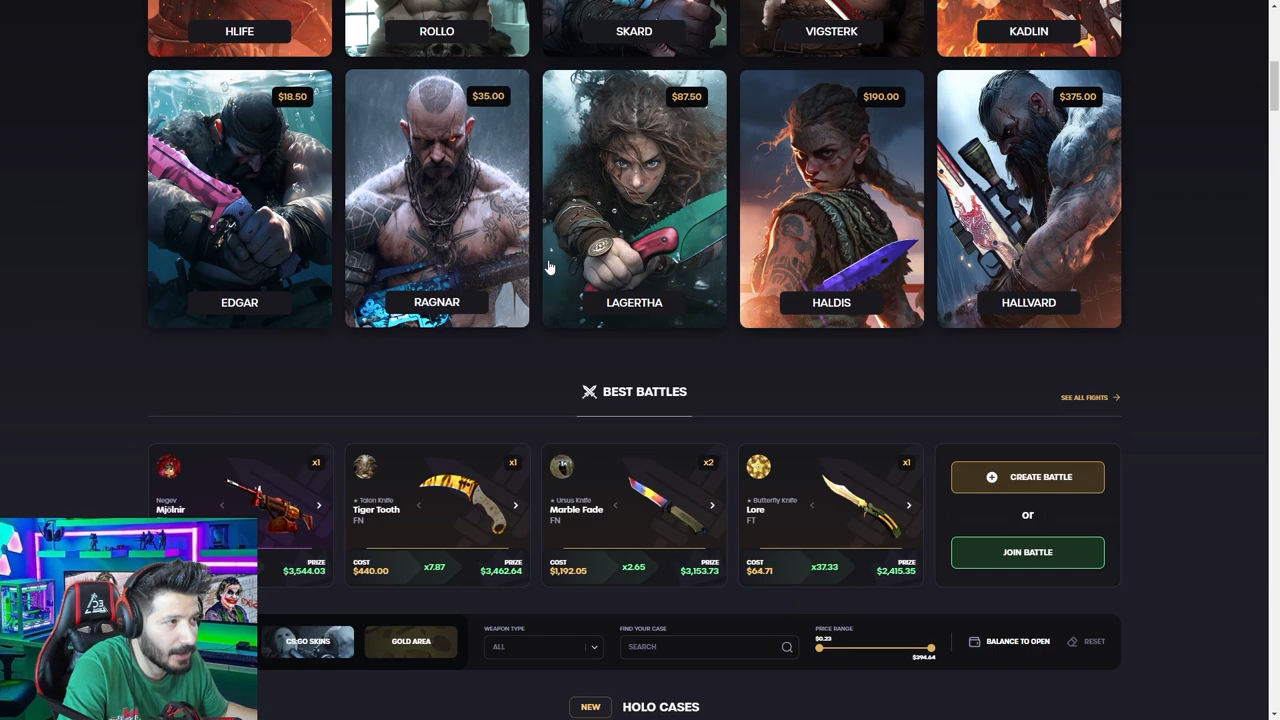 HLIFE
ROLLO
SKARD
VIGSTERK
KADLIN
$18.50
$35.00
$87.50
$190.00
$375.00
EDGAR
RAGNAR
LAGERTHA
HALDIS
HALLVARD
BEST BATTLES
SEE ALL FIGHTS
x1
Negev
Mjölnir
PRIZE
$3,544.03
x1
★ Talon Knife
Tiger Tooth
FN
COST
$440.00
x7.87
PRIZE
$3,462.64
x2
★ Ursus Knife
Marble Fade
FN
COST
$1,192.05
x2.65
PRIZE
$3,153.73
x1
★ Butterfly Knife
Lore
FT
COST
$64.71
x37.33
PRIZE
$2,415.35
CREATE BATTLE
or
JOIN BATTLE
CS:GO SKINS
GOLD AREA
WEAPON TYPE
ALL
FIND YOUR CASE
SEARCH
PRICE RANGE
$0.23
$394.64
BALANCE TO OPEN
RESET
NEW
HOLO CASES